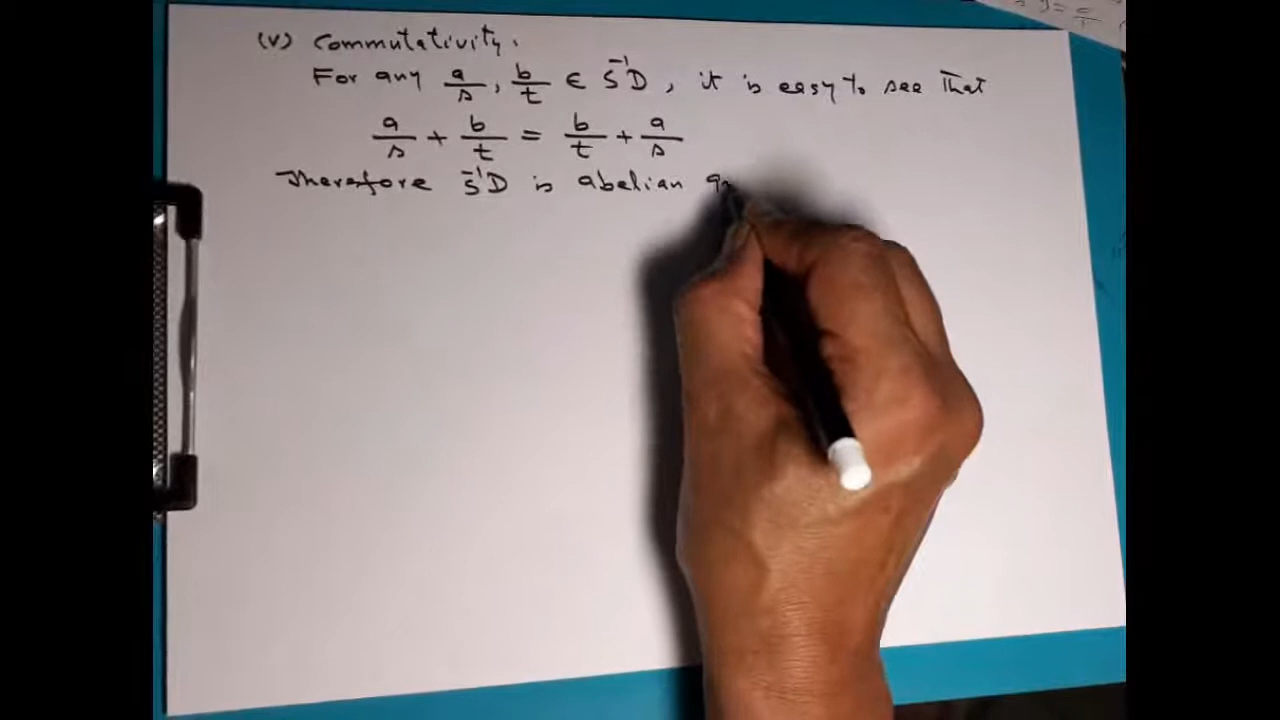 (v) Commutativity.
For any a/s, b/t ∈ S⁻¹D, it is easy to see that
a/s + b/t = b/t + a/s
Therefore S⁻¹D is abelian